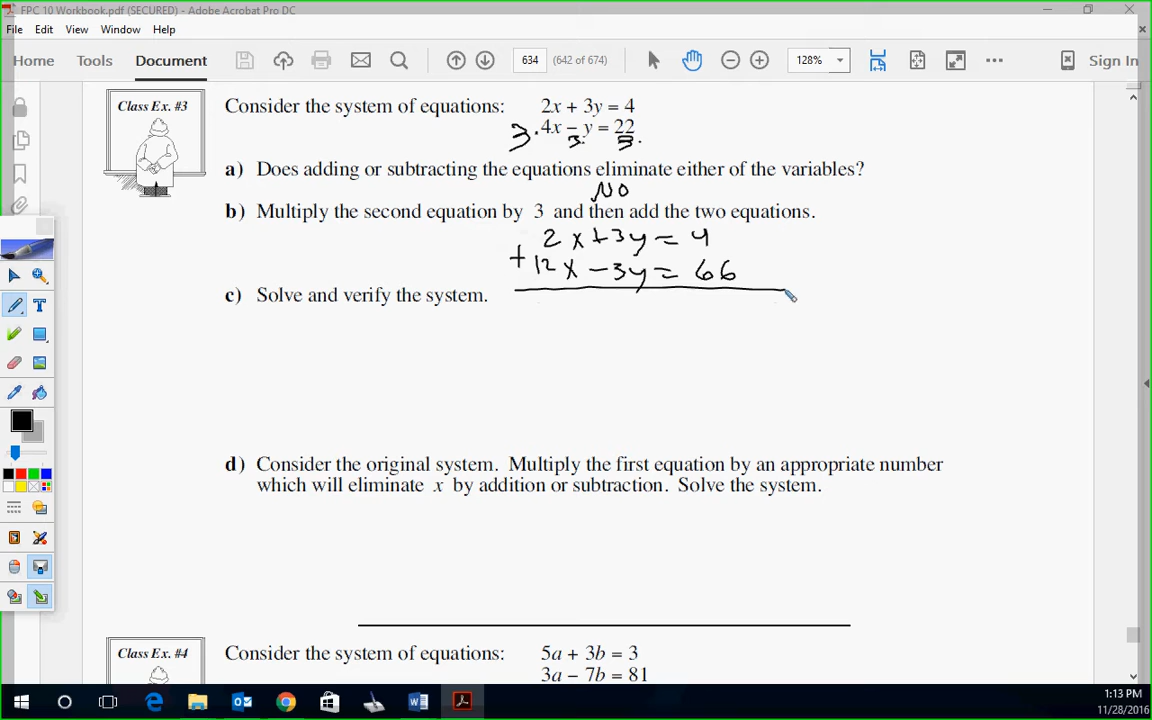 FPC 10 Workbook.pdf (SECURED) - Adobe Acrobat Pro DC
File Edit View Window Help
Home Tools Document 634 (642 of 674) 128% Sign In
Class Ex. #3 Consider the system of equations: 2x + 3y = 4
3 · 4x − y = 22
3. 3.
a) Does adding or subtracting the equations eliminate either of the variables?
NO
b) Multiply the second equation by 3 and then add the two equations.
2x + 3y = 4
+ 12x − 3y = 66
c) Solve and verify the system.
d) Consider the original system. Multiply the first equation by an appropriate number
which will eliminate x by addition or subtraction. Solve the system.
Class Ex. #4 Consider the system of equations: 5a + 3b = 3
3a − 7b = 81
1:13 PM
11/28/2016